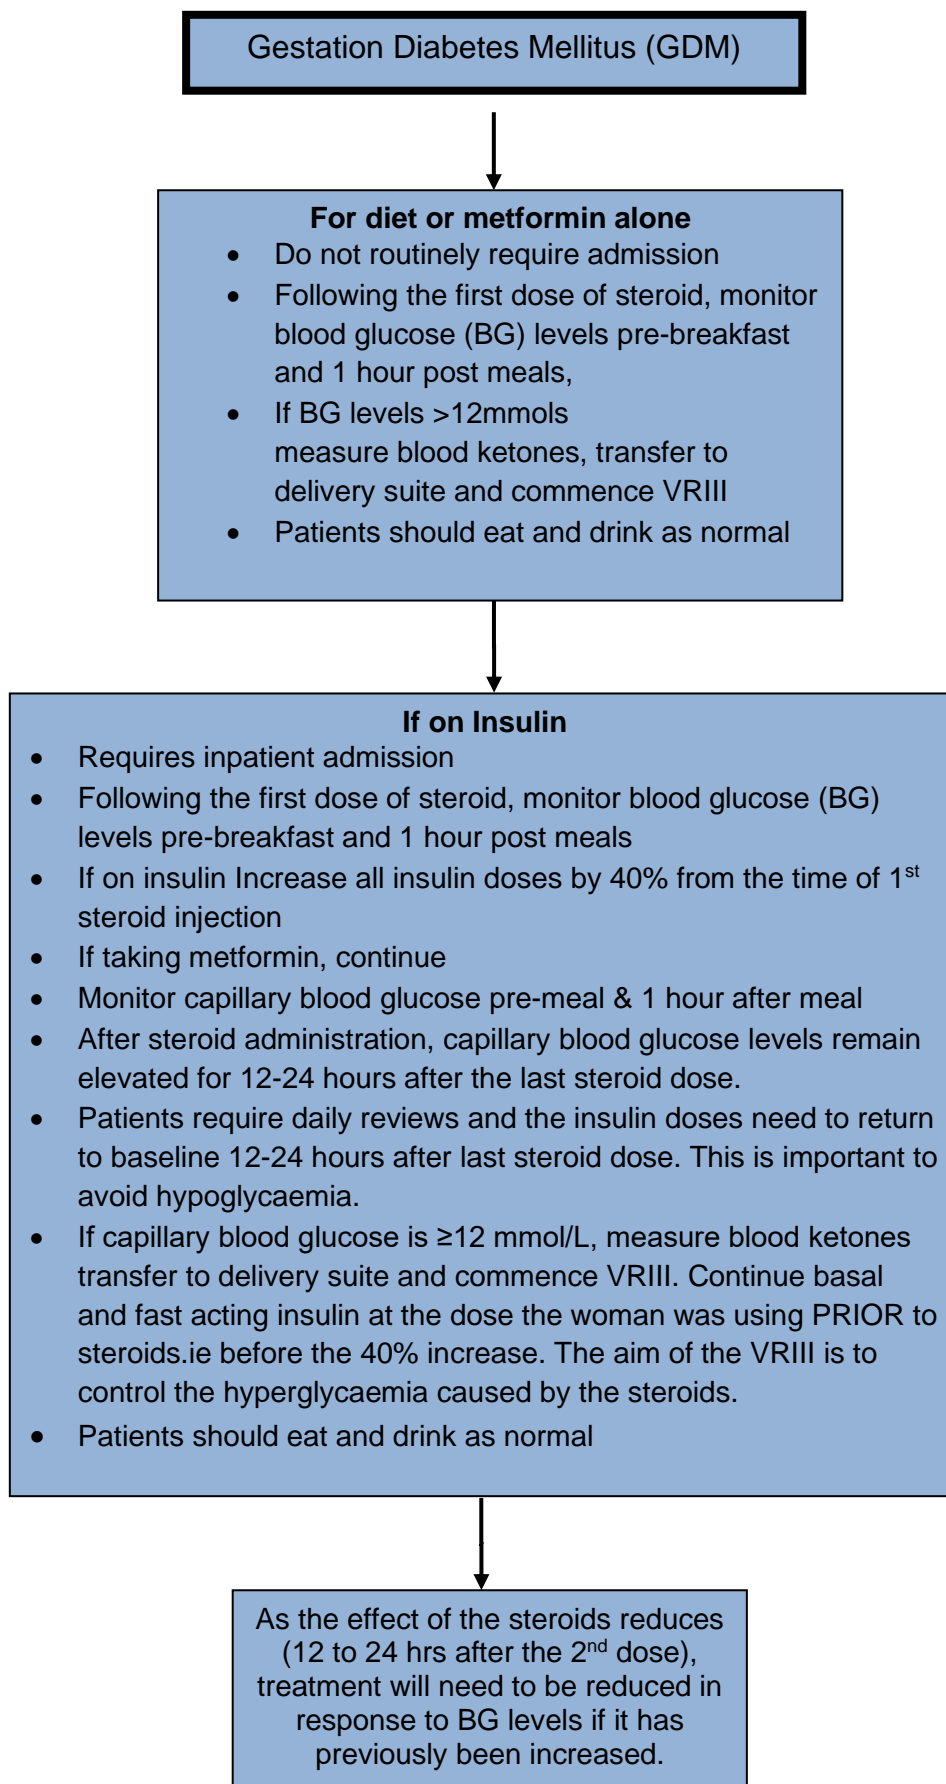 Gestation Diabetes Mellitus (GDM)
For diet or metformin alone
• Do not routinely require admission
• Following the first dose of steroid, monitor
blood glucose (BG) levels pre-breakfast
and 1 hour post meals,
• If BG levels >12mmols
measure blood ketones, transfer to
delivery suite and commence VRIII
• Patients should eat and drink as normal
If on Insulin
• Requires inpatient admission
• Following the first dose of steroid, monitor blood glucose (BG)
levels pre-breakfast and 1 hour post meals
• If on insulin Increase all insulin doses by 40% from the time of 1st
steroid injection
• If taking metformin, continue
• Monitor capillary blood glucose pre-meal & 1 hour after meal
• After steroid administration, capillary blood glucose levels remain
elevated for 12-24 hours after the last steroid dose.
• Patients require daily reviews and the insulin doses need to return
to baseline 12-24 hours after last steroid dose. This is important to
avoid hypoglycaemia.
• If capillary blood glucose is ≥12 mmol/L, measure blood ketones
transfer to delivery suite and commence VRIII. Continue basal
and fast acting insulin at the dose the woman was using PRIOR to
steroids.ie before the 40% increase. The aim of the VRIII is to
control the hyperglycaemia caused by the steroids.
• Patients should eat and drink as normal
As the effect of the steroids reduces
(12 to 24 hrs after the 2nd dose),
treatment will need to be reduced in
response to BG levels if it has
previously been increased.